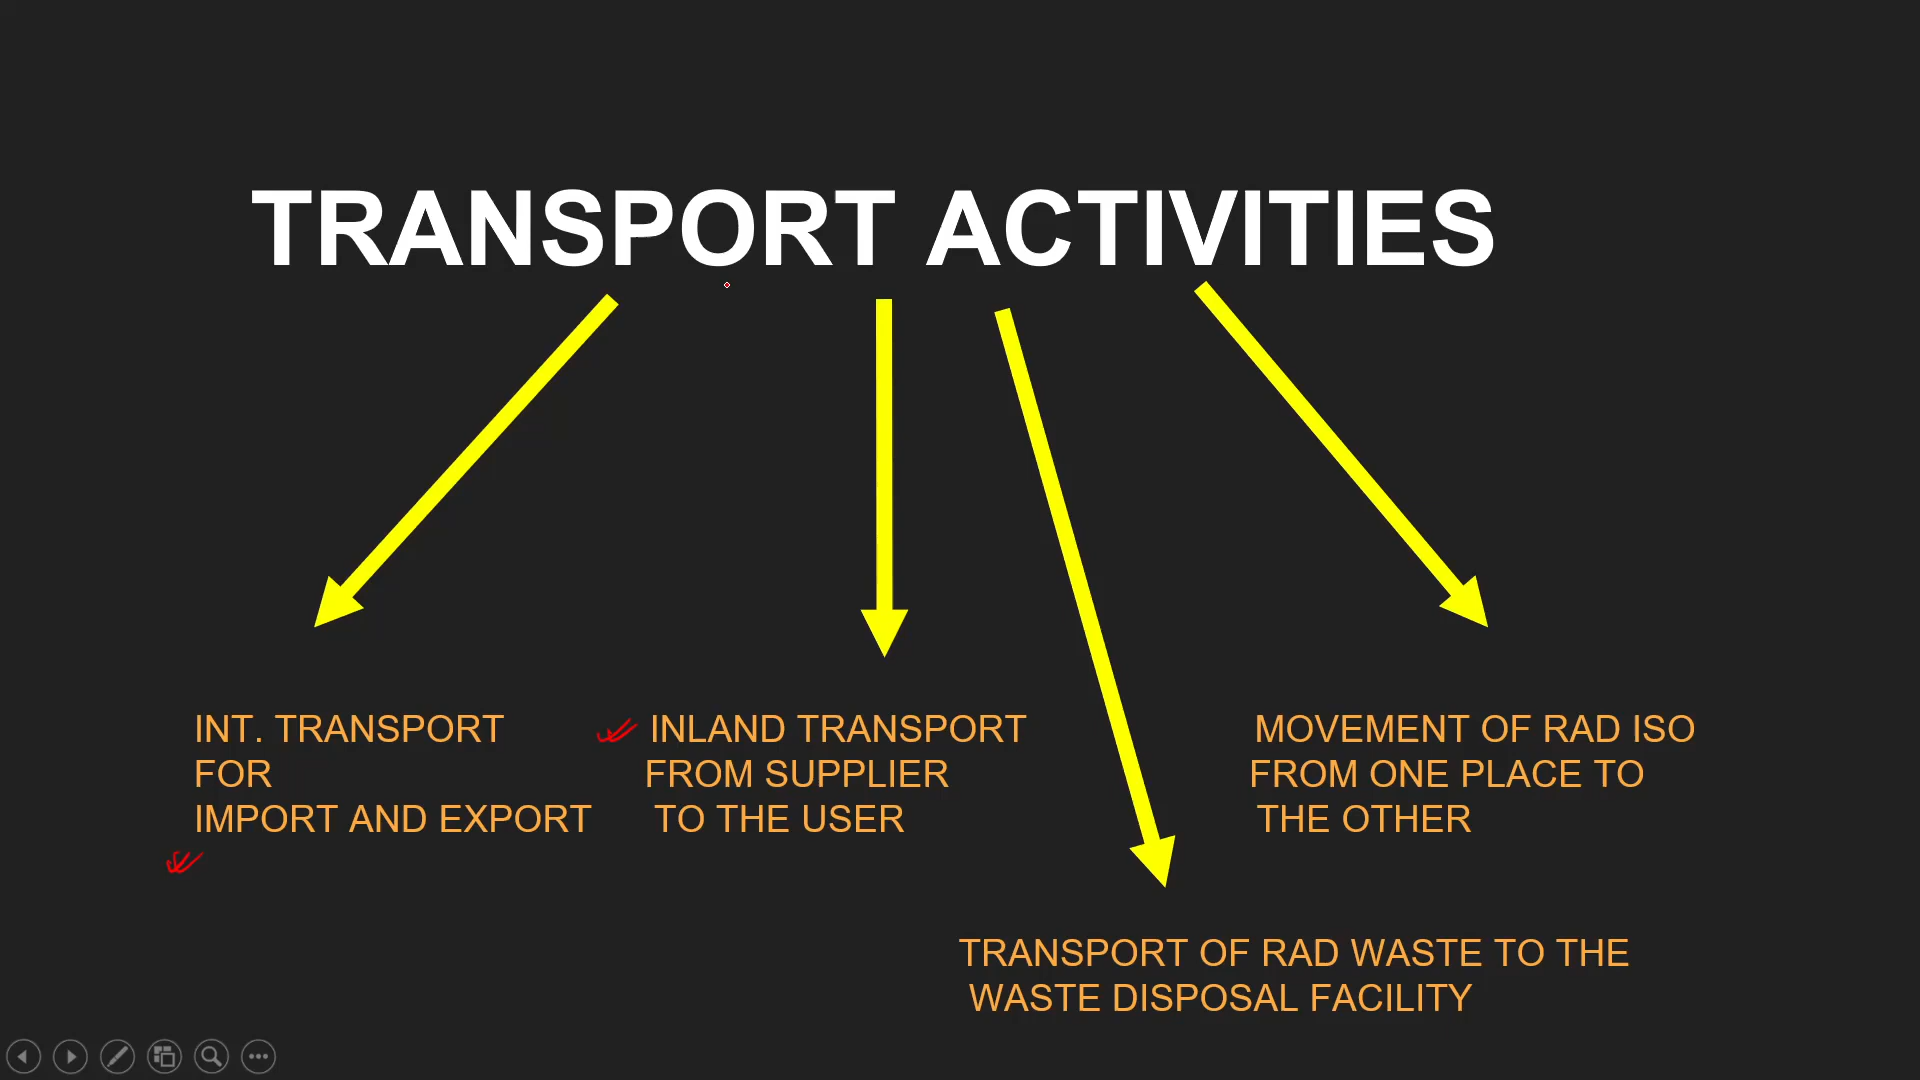 TRANSPORT ACTIVITIES
INT. TRANSPORT
FOR
IMPORT AND EXPORT
INLAND TRANSPORT
FROM SUPPLIER
TO THE USER
MOVEMENT OF RAD ISO
FROM ONE PLACE TO
THE OTHER
TRANSPORT OF RAD WASTE TO THE
WASTE DISPOSAL FACILITY